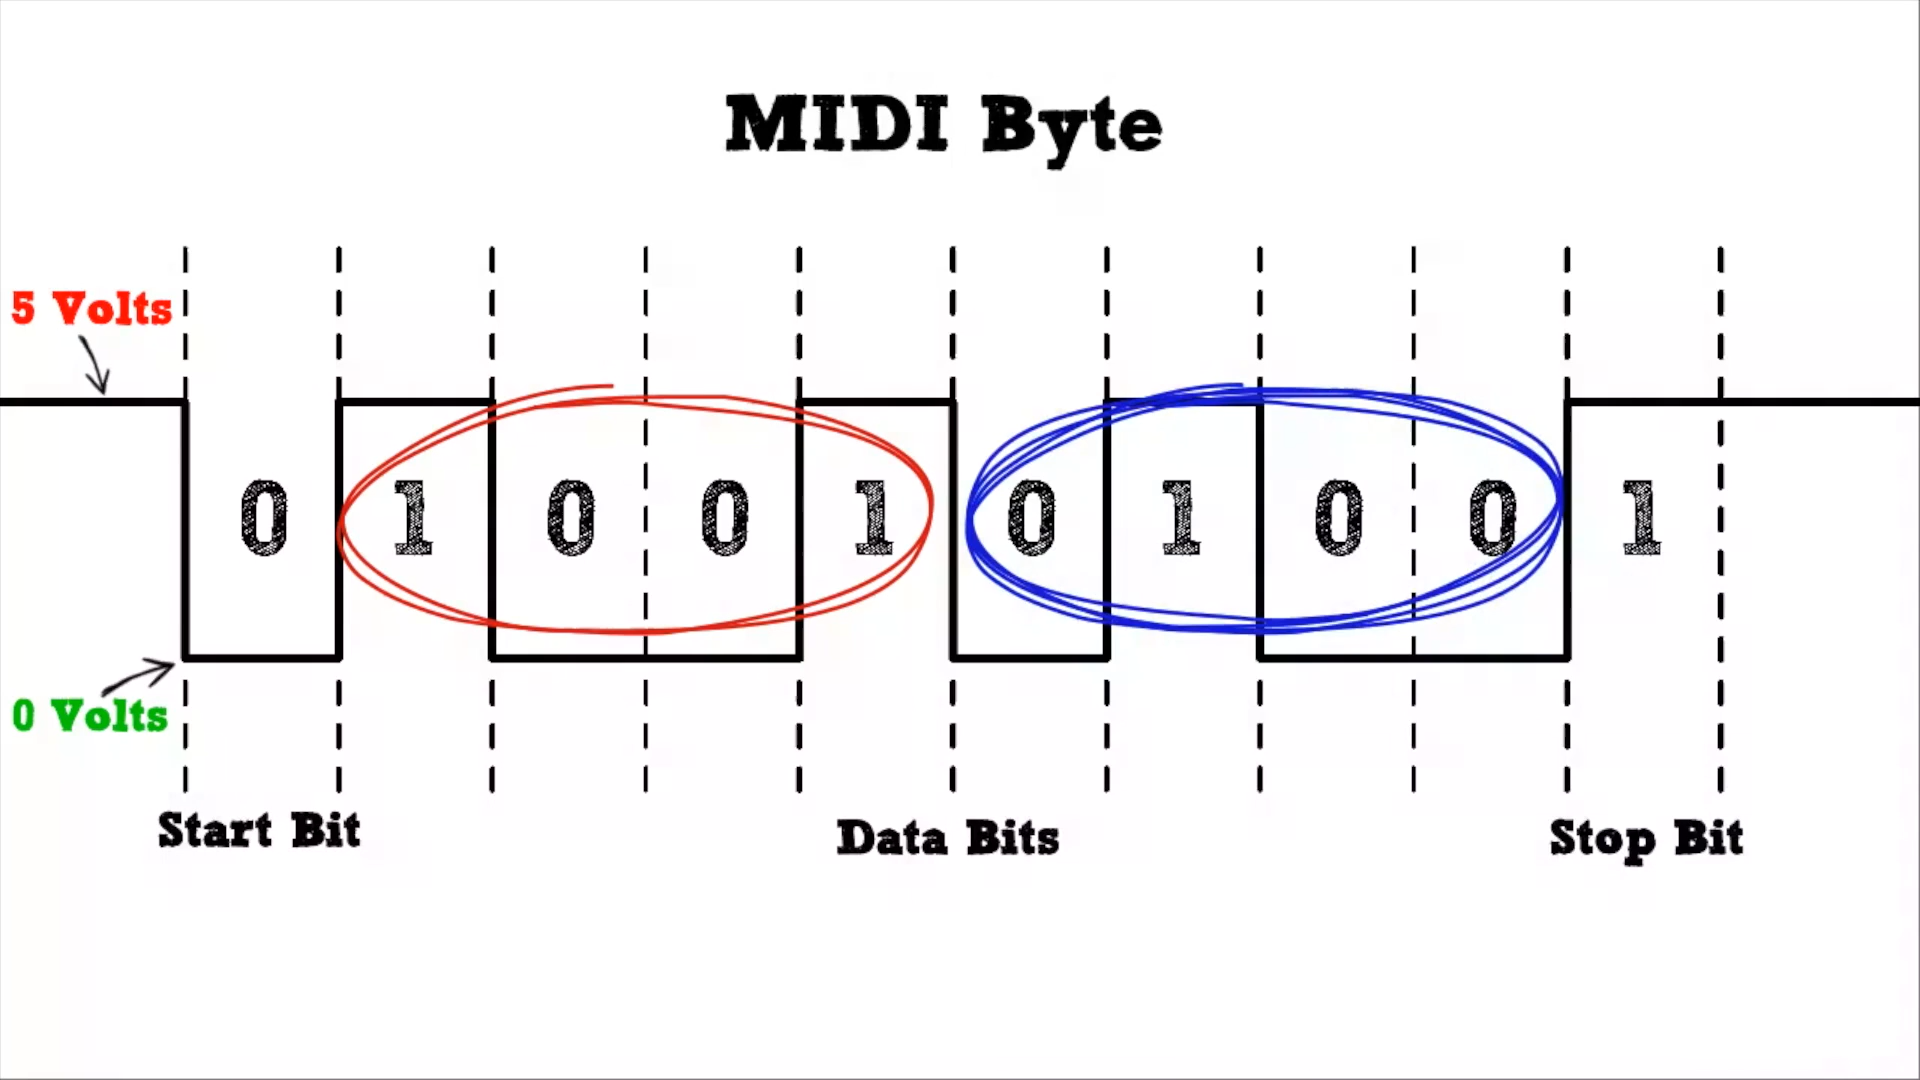 MIDI Byte
5 Volts
0 1 0 0 1 0 1 0 0 1
0 Volts
Start Bit Data Bits Stop Bit